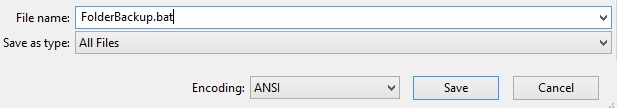 File name: FolderBackup.bat
Save as type: All Files
Encoding: ANSI Save Cancel